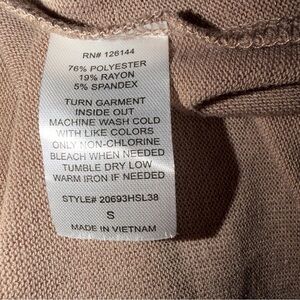 RN# 126144
76% POLYESTER
19% RAYON
5% SPANDEX
TURN GARMENT
INSIDE OUT
MACHINE WASH COLD
WITH LIKE COLORS
ONLY NON-CHLORINE
BLEACH WHEN NEEDED
TUMBLE DRY LOW
WARM IRON IF NEEDED
STYLE# 20693HSL38
S
MADE IN VIETNAM